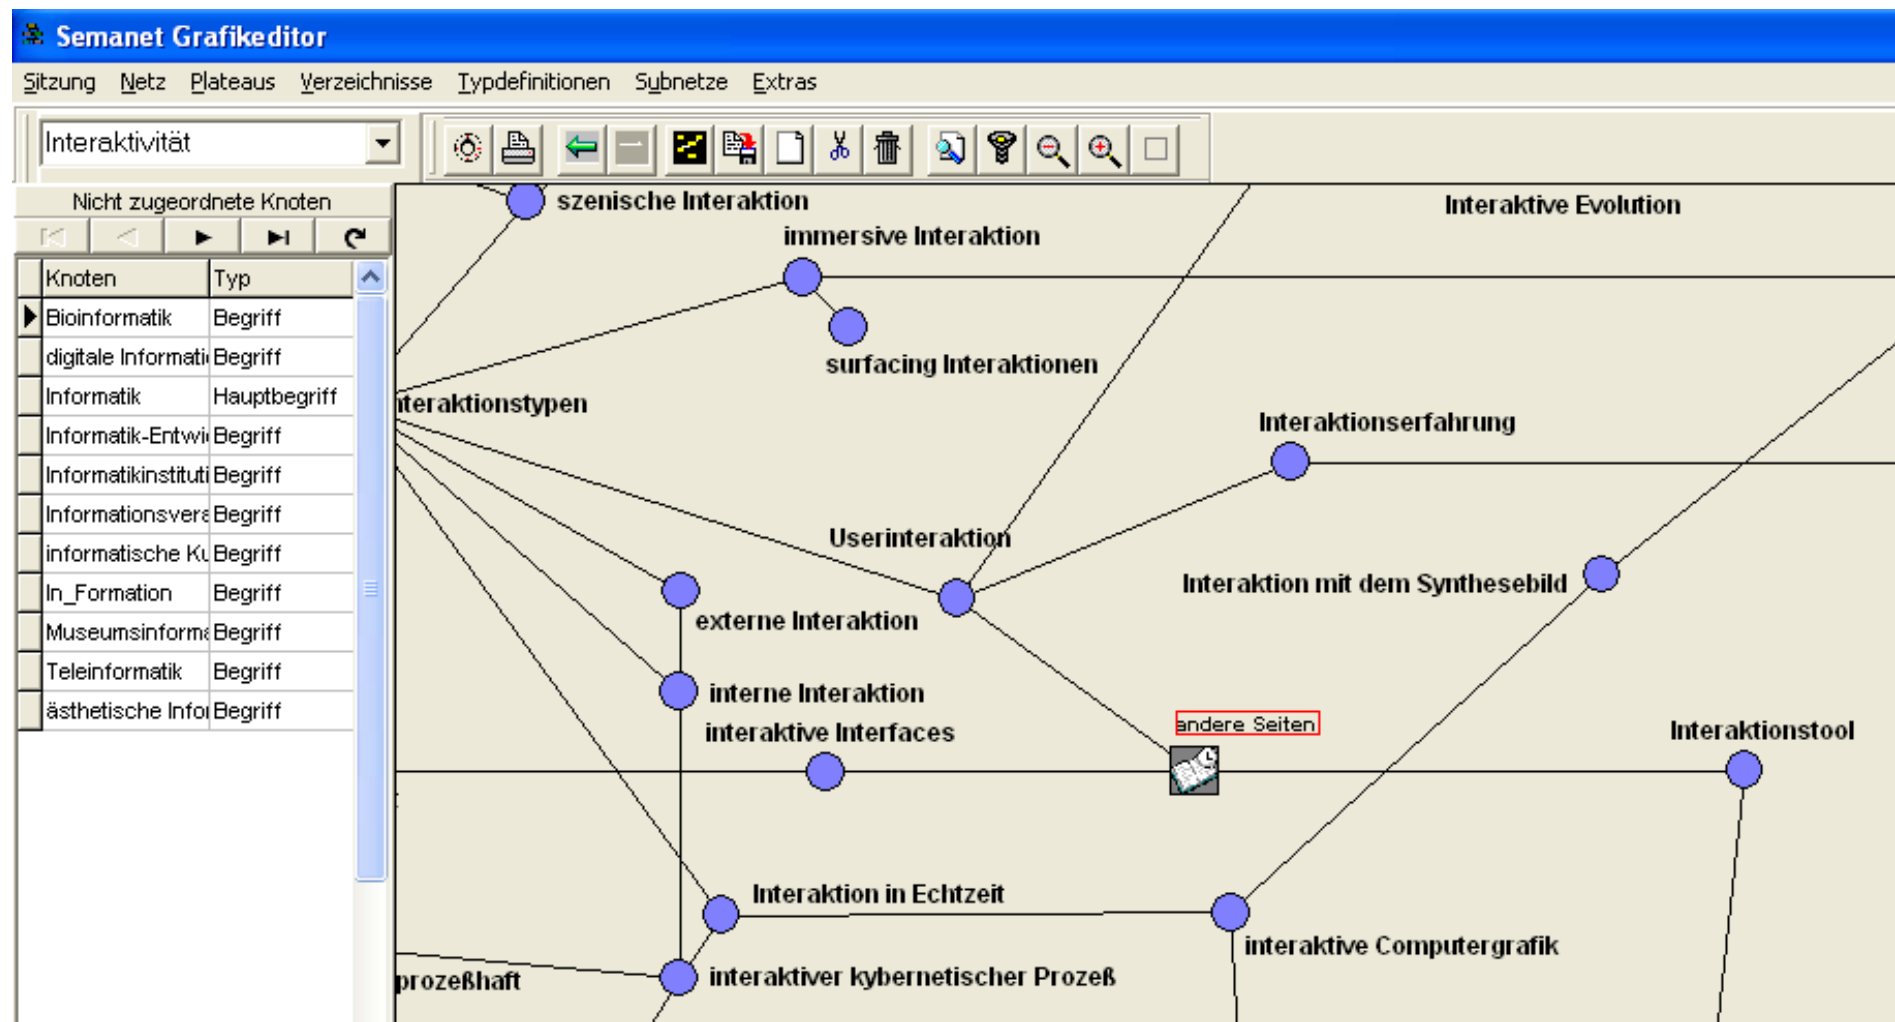 Semanet Grafikeditor
Sitzung Netz Plateaus Verzeichnisse Typdefinitionen Subnetze Extras
Interaktivität
Nicht zugeordnete Knoten
Knoten Typ
Bioinformatik Begriff
digitale Informati Begriff
Informatik Hauptbegriff
Informatik-Entwi Begriff
Informatikinstituti Begriff
Informationsvera Begriff
informatische Ku Begriff
In_Formation Begriff
Museumsinforma Begriff
Teleinformatik Begriff
ästhetische Infor Begriff
szenische Interaktion
Interaktive Evolution
immersive Interaktion
surfacing Interaktionen
nteraktionstypen
Interaktionserfahrung
Userinteraktion
Interaktion mit dem Synthesebild
externe Interaktion
interne Interaktion
interaktive Interfaces
andere Seiten
Interaktionstool
Interaktion in Echtzeit
interaktive Computergrafik
prozeßhaft
interaktiver kybernetischer Prozeß